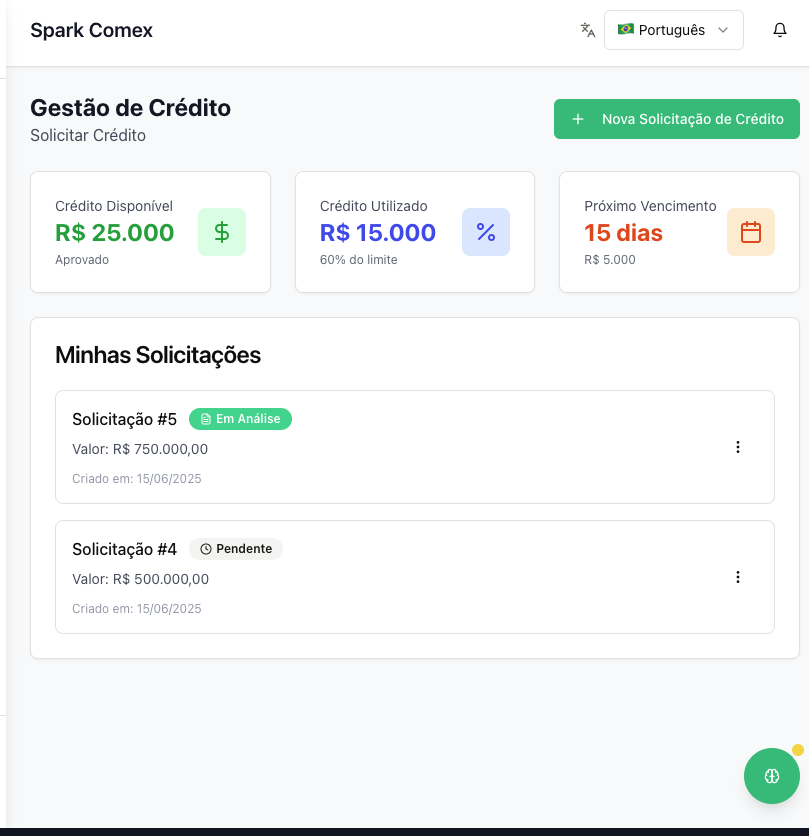 Spark Comex
Português
Gestão de Crédito
Solicitar Crédito
Nova Solicitação de Crédito
Crédito Disponível
R$ 25.000
Aprovado
Crédito Utilizado
R$ 15.000
60% do limite
Próximo Vencimento
15 dias
R$ 5.000
Minhas Solicitações
Solicitação #5 Em Análise
Valor: R$ 750.000,00
Criado em: 15/06/2025
Solicitação #4 Pendente
Valor: R$ 500.000,00
Criado em: 15/06/2025